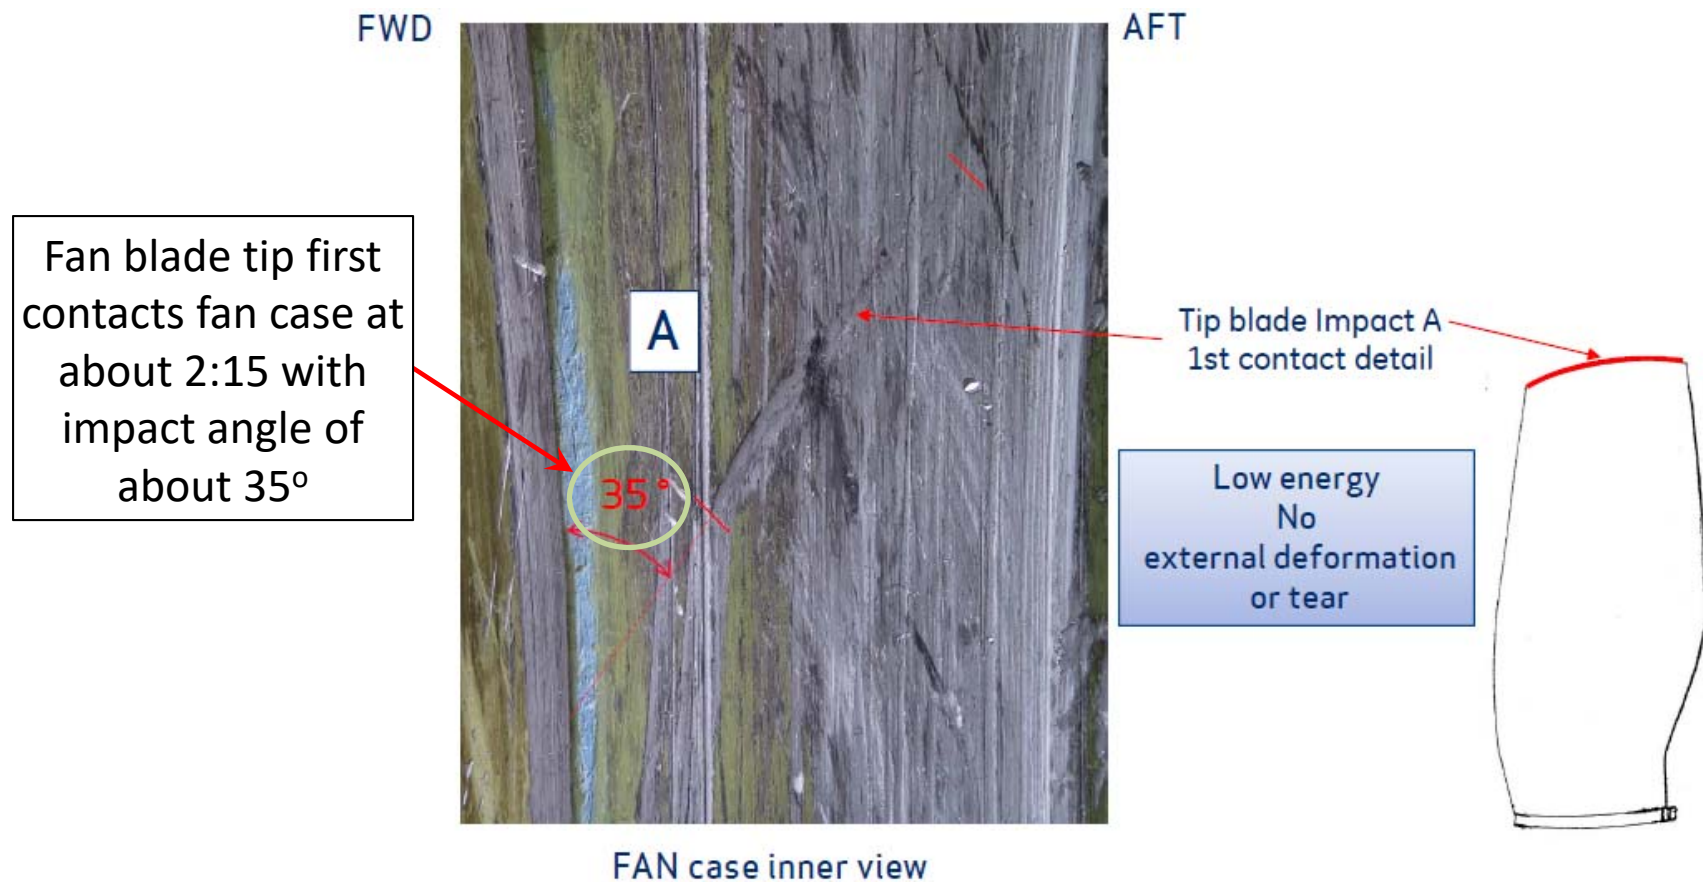 FWD
AFT
Fan blade tip first
contacts fan case at
about 2:15 with
impact angle of
about 35º
A
35°
Tip blade Impact A
1st contact detail
Low energy
No
external deformation
or tear
FAN case inner view